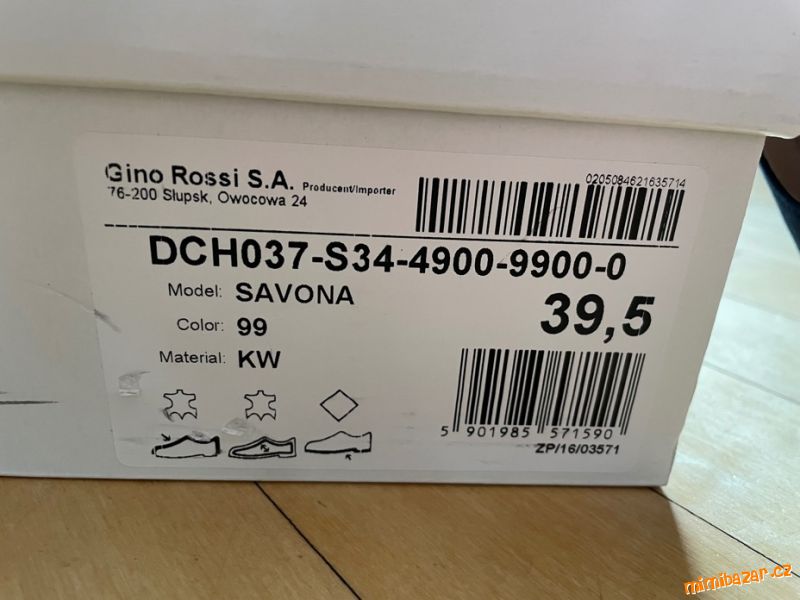 Gino Rossi S.A. Producent/Importer
76-200 Słupsk, Owocowa 24
0205084621635714
DCH037-S34-4900-9900-0
Model: SAVONA
39,5
Color: 99
Material: KW
5 901985 571590
ZP/16/03571
mimibazar.cz